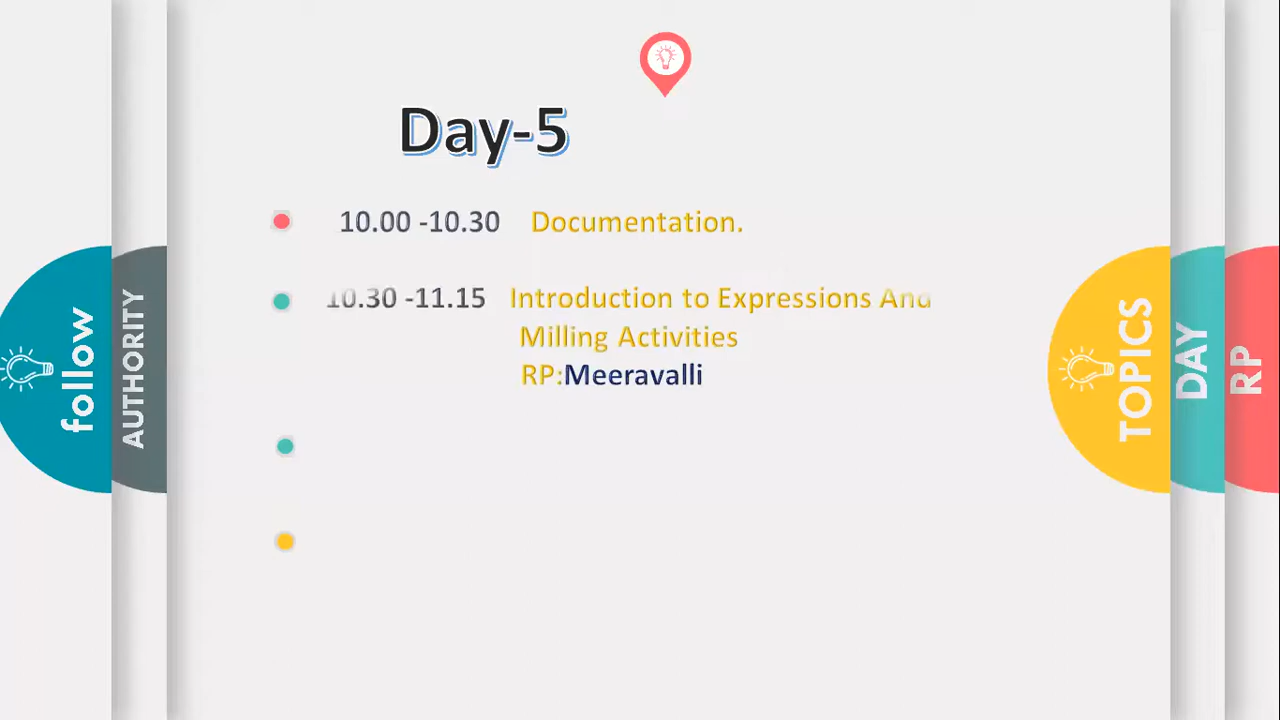 Day-5
10.00 -10.30 Documentation.
10.30 -11.15 Introduction to Expressions And
Milling Activities
RP:Meeravalli
follow
AUTHORITY
TOPICS
DAY
RP